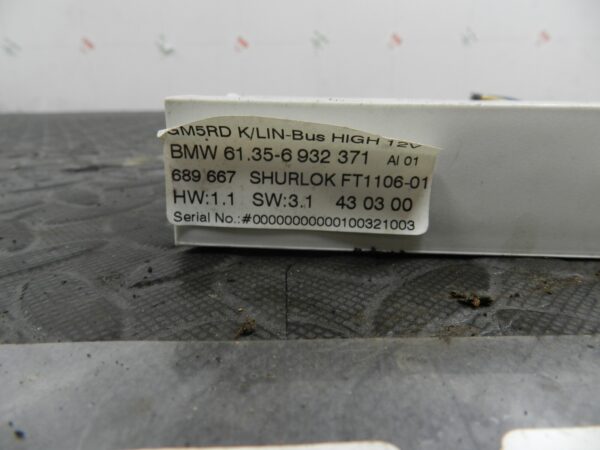 GM5RD K/LIN-Bus HIGH 12V
BMW 61.35-6 932 371 AI 01
689 667 SHURLOK FT1106-01
HW:1.1 SW:3.1 43 03 00
Serial No.:#00000000000100321003